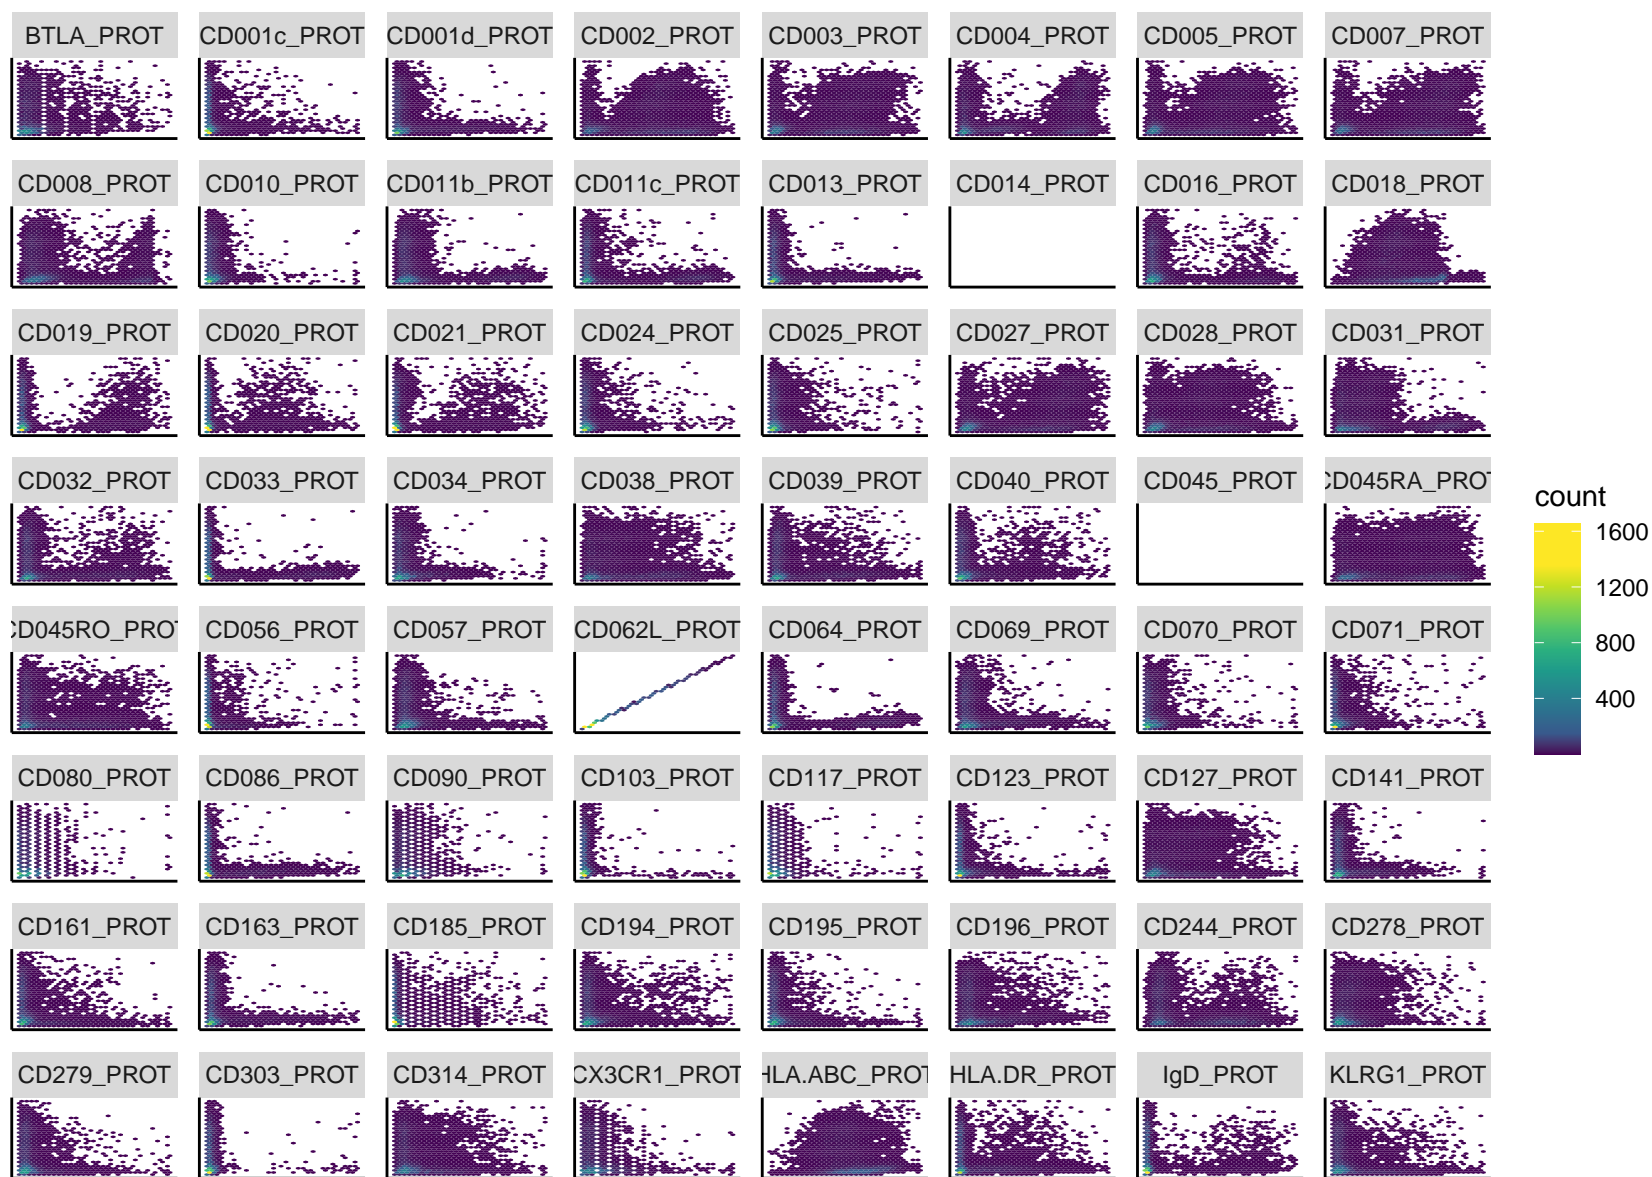 BTLA_PROT CD001c_PROT CD001d_PROT CD002_PROT CD003_PROT CD004_PROT CD005_PROT CD007_PROT
CD008_PROT CD010_PROT CD011b_PROT CD011c_PROT CD013_PROT CD014_PROT CD016_PROT CD018_PROT
CD019_PROT CD020_PROT CD021_PROT CD024_PROT CD025_PROT CD027_PROT CD028_PROT CD031_PROT
CD032_PROT CD033_PROT CD034_PROT CD038_PROT CD039_PROT CD040_PROT CD045_PROT CD045RA_PROT
count
1600
1200
800
400
CD045RO_PROT CD056_PROT CD057_PROT CD062L_PROT CD064_PROT CD069_PROT CD070_PROT CD071_PROT
CD080_PROT CD086_PROT CD090_PROT CD103_PROT CD117_PROT CD123_PROT CD127_PROT CD141_PROT
CD161_PROT CD163_PROT CD185_PROT CD194_PROT CD195_PROT CD196_PROT CD244_PROT CD278_PROT
CD279_PROT CD303_PROT CD314_PROT CX3CR1_PROT HLA.ABC_PROT HLA.DR_PROT IgD_PROT KLRG1_PROT